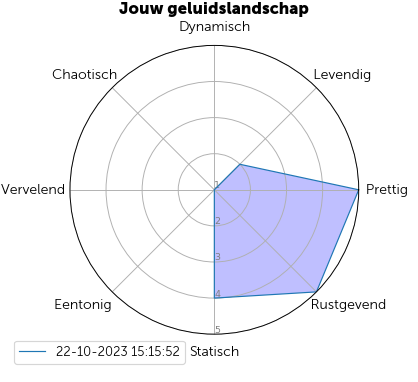 Jouw geluidslandschap
Dynamisch
Chaotisch
Levendig
Vervelend
1
Prettig
2
3
4
Eentonig
Rustgevend
5
22-10-2023 15:15:52
Statisch